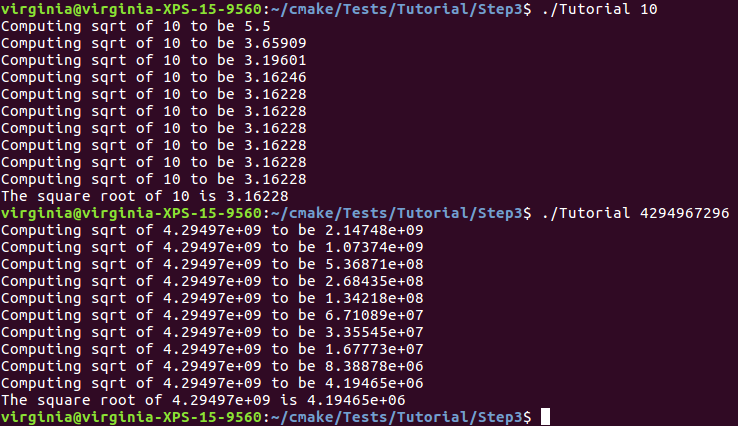 virginia@virginia-XPS-15-9560:~/cmake/Tests/Tutorial/Step3$ ./Tutorial 10
Computing sqrt of 10 to be 5.5
Computing sqrt of 10 to be 3.65909
Computing sqrt of 10 to be 3.19601
Computing sqrt of 10 to be 3.16246
Computing sqrt of 10 to be 3.16228
Computing sqrt of 10 to be 3.16228
Computing sqrt of 10 to be 3.16228
Computing sqrt of 10 to be 3.16228
Computing sqrt of 10 to be 3.16228
Computing sqrt of 10 to be 3.16228
The square root of 10 is 3.16228
virginia@virginia-XPS-15-9560:~/cmake/Tests/Tutorial/Step3$ ./Tutorial 4294967296
Computing sqrt of 4.29497e+09 to be 2.14748e+09
Computing sqrt of 4.29497e+09 to be 1.07374e+09
Computing sqrt of 4.29497e+09 to be 5.36871e+08
Computing sqrt of 4.29497e+09 to be 2.68435e+08
Computing sqrt of 4.29497e+09 to be 1.34218e+08
Computing sqrt of 4.29497e+09 to be 6.71089e+07
Computing sqrt of 4.29497e+09 to be 3.35545e+07
Computing sqrt of 4.29497e+09 to be 1.67773e+07
Computing sqrt of 4.29497e+09 to be 8.38878e+06
Computing sqrt of 4.29497e+09 to be 4.19465e+06
The square root of 4.29497e+09 is 4.19465e+06
virginia@virginia-XPS-15-9560:~/cmake/Tests/Tutorial/Step3$